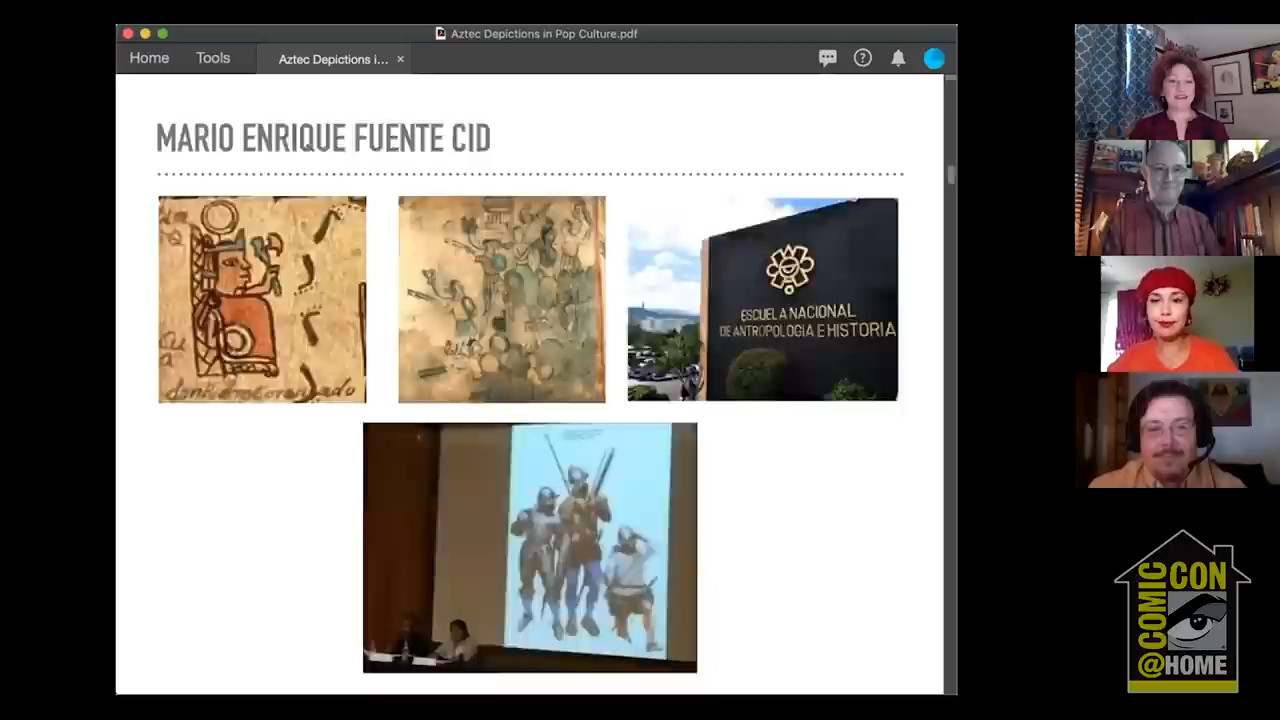 Aztec Depictions in Pop Culture.pdf
Home
Tools
Aztec Depictions i... ×
MARIO ENRIQUE FUENTE CID
ESCUELA NACIONAL
DE ANTROPOLOGIA E HISTORIA
COMIC
CON
@HOME